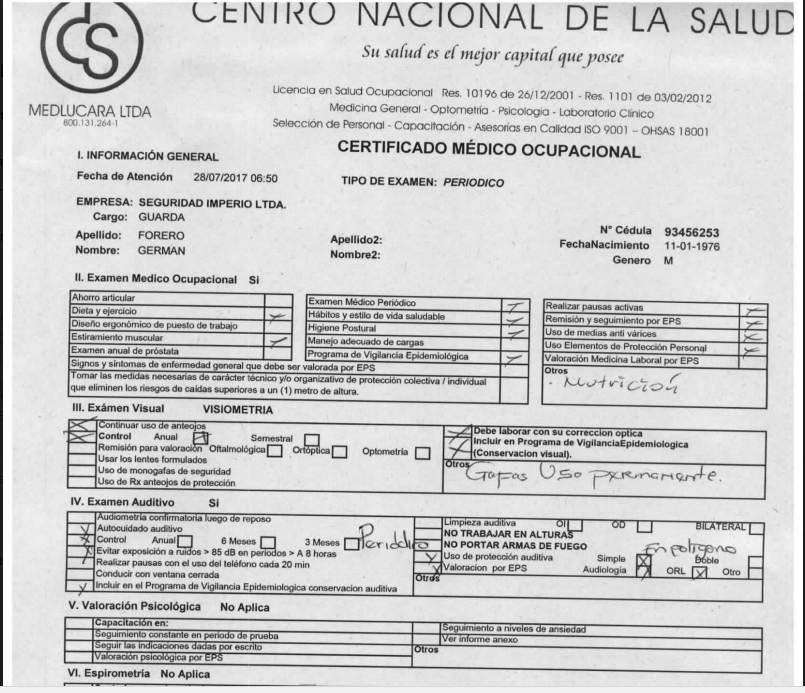 CENTRO NACIONAL DE LA SALUD
Su salud es el mejor capital que posee
Licencia en Salud Ocupacional Res. 10196 de 26/12/2001 - Res. 1101 de 03/02/2012
Medicina General - Optometría - Psicología - Laboratorio Clínico
Selección de Personal - Capacitación - Asesorías en Calidad ISO 9001 – OHSAS 18001
MEDLUCARA LTDA
800.131.264-1
CERTIFICADO MÉDICO OCUPACIONAL
I. INFORMACIÓN GENERAL
Fecha de Atención 28/07/2017 06:50
TIPO DE EXAMEN: PERIODICO
EMPRESA: SEGURIDAD IMPERIO LTDA.
Cargo: GUARDA
Apellido: FORERO
Nombre: GERMAN
Apellido2:
Nombre2:
N° Cédula 93456253
FechaNacimiento 11-01-1976
Genero M
II. Examen Medico Ocupacional Si
Ahorro articular
Dieta y ejercicio
Diseño ergonómico de puesto de trabajo
Estiramiento muscular
Examen anual de próstata
Examen Médico Periódico
Hábitos y estilo de vida saludable
Higiene Postural
Manejo adecuado de cargas
Programa de Vigilancia Epidemiológica
Signos y síntomas de enfermedad general que debe ser valorada por EPS
Tomar las medidas necesarias de carácter técnico y/o organizativo de protección colectiva / individual
que eliminen los riesgos de caídas superiores a un (1) metro de altura.
Realizar pausas activas
Remisión y seguimiento por EPS
Uso de medias anti várices
Uso Elementos de Protección Personal
Valoración Medicina Laboral por EPS
Otros
. Nutrición
III. Exámen Visual VISIOMETRIA
Continuar uso de anteojos
Control Anual Semestral
Remisión para valoración Oftalmológica Ortóptica Optometria
Usar los lentes formulados
Uso de monogafas de seguridad
Uso de Rx anteojos de protección
Debe laborar con su correccion optica
Incluir en Programa de VigilanciaEpidemiologica
(Conservacion visual).
Otros
Gafas Uso permanente.
IV. Examen Auditivo Si
Audiometría confirmatoria luego de reposo
Autocuidado auditivo
Control Anual 6 Meses 3 Meses
Evitar exposición a ruidos > 85 dB en periodos > A 8 horas
Realizar pausas con el uso del teléfono cada 20 min
Conducir con ventana cerrada
Incluir en el Programa de Vigilancia Epidemiologica conservacion auditiva
Limpieza auditiva OI OD BILATERAL
NO TRABAJAR EN ALTURAS
NO PORTAR ARMAS DE FUEGO
En polígono
Uso de protección auditiva Simple Doble
Valoracion por EPS Audiología ORL Otro
Otros
V. Valoración Psicológica No Aplica
Capacitación en:
Seguimiento constante en periodo de prueba
Seguir las indicaciones dadas por escrito
Valoración psicológica por EPS
Seguimiento a niveles de ansiedad
Ver informe anexo
Otros
VI. Espirometria No Aplica